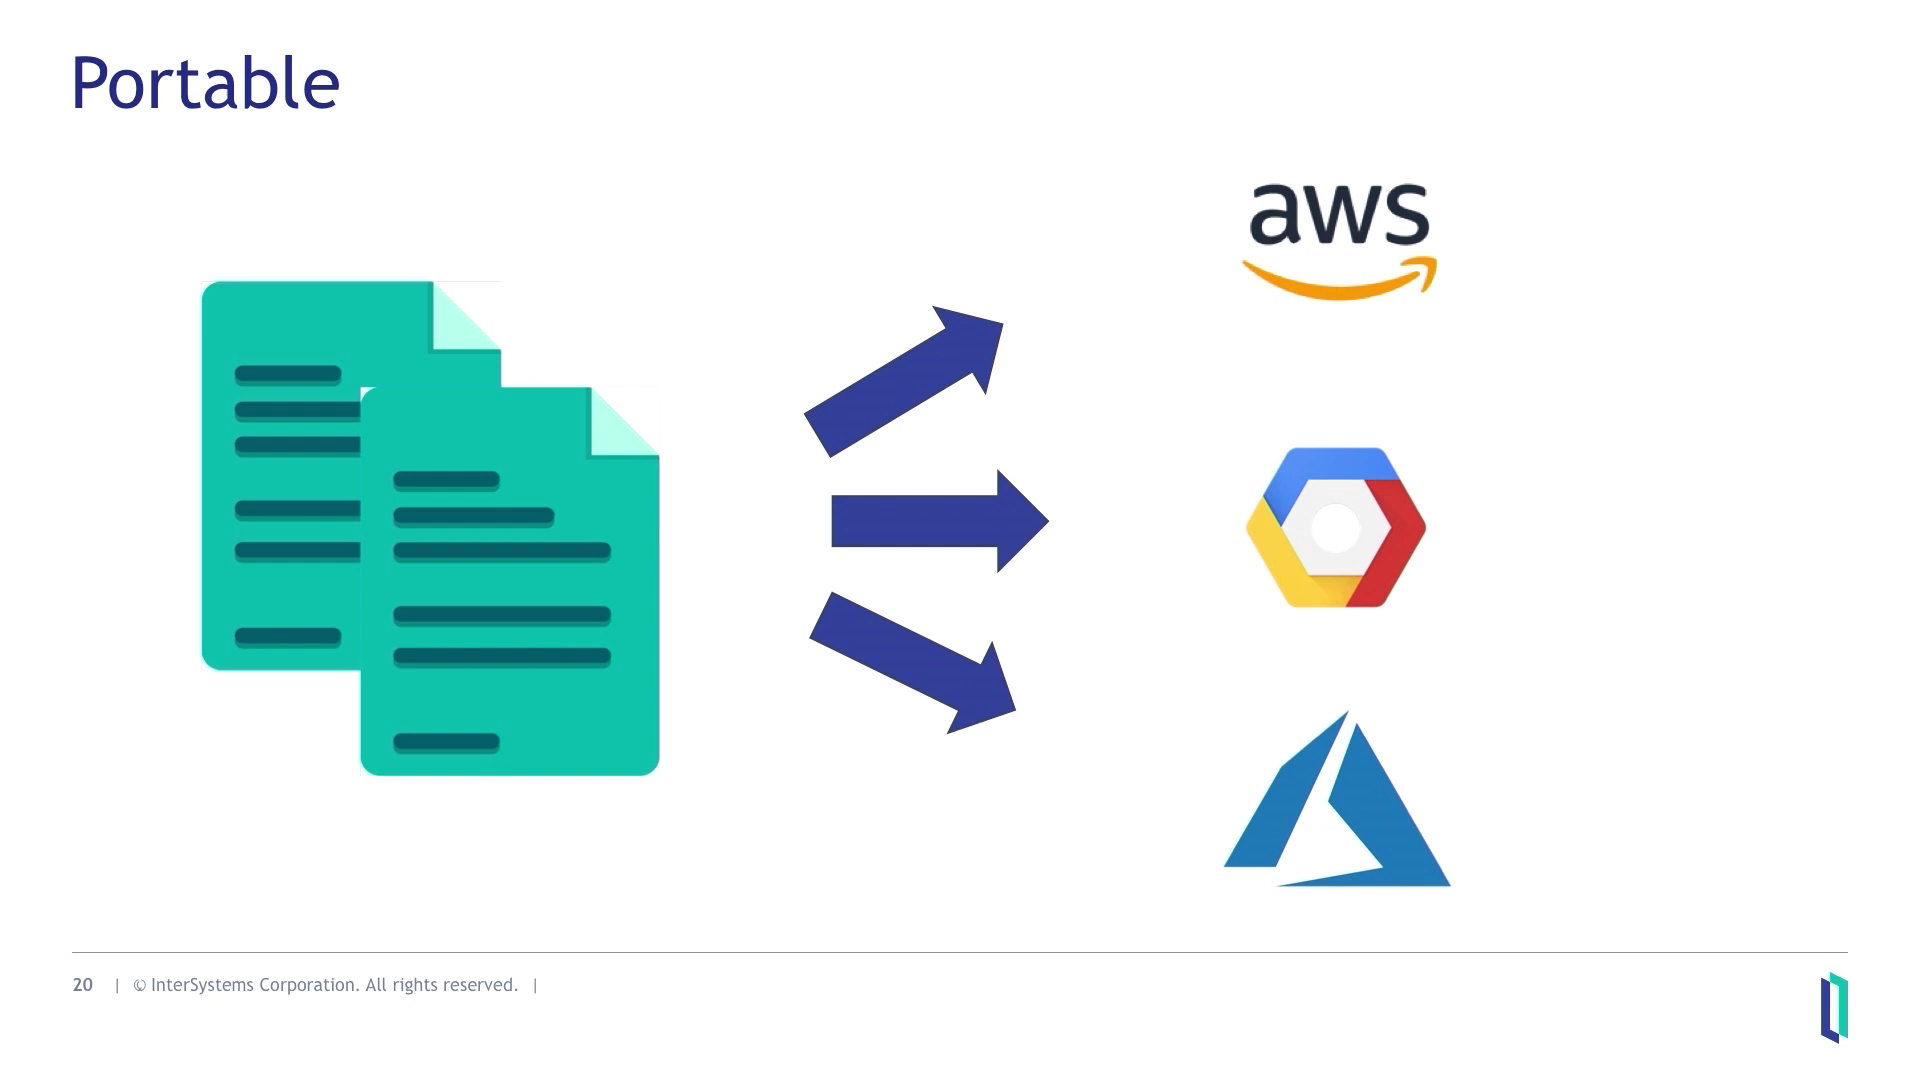 Portable
aws
20 | © InterSystems Corporation. All rights reserved. |